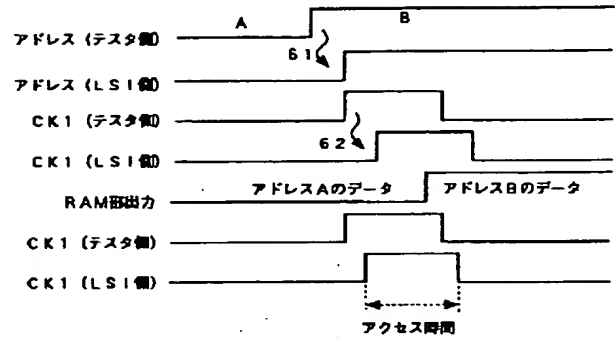 A B
アドレス (テスタ側)
61
アドレス (LSI側)
CK1 (テスタ側)
62
CK1 (LSI側)
アドレスAのデータ アドレスBのデータ
RAM部出力
CK1 (テスタ側)
CK1 (LSI側)
アクセス時間